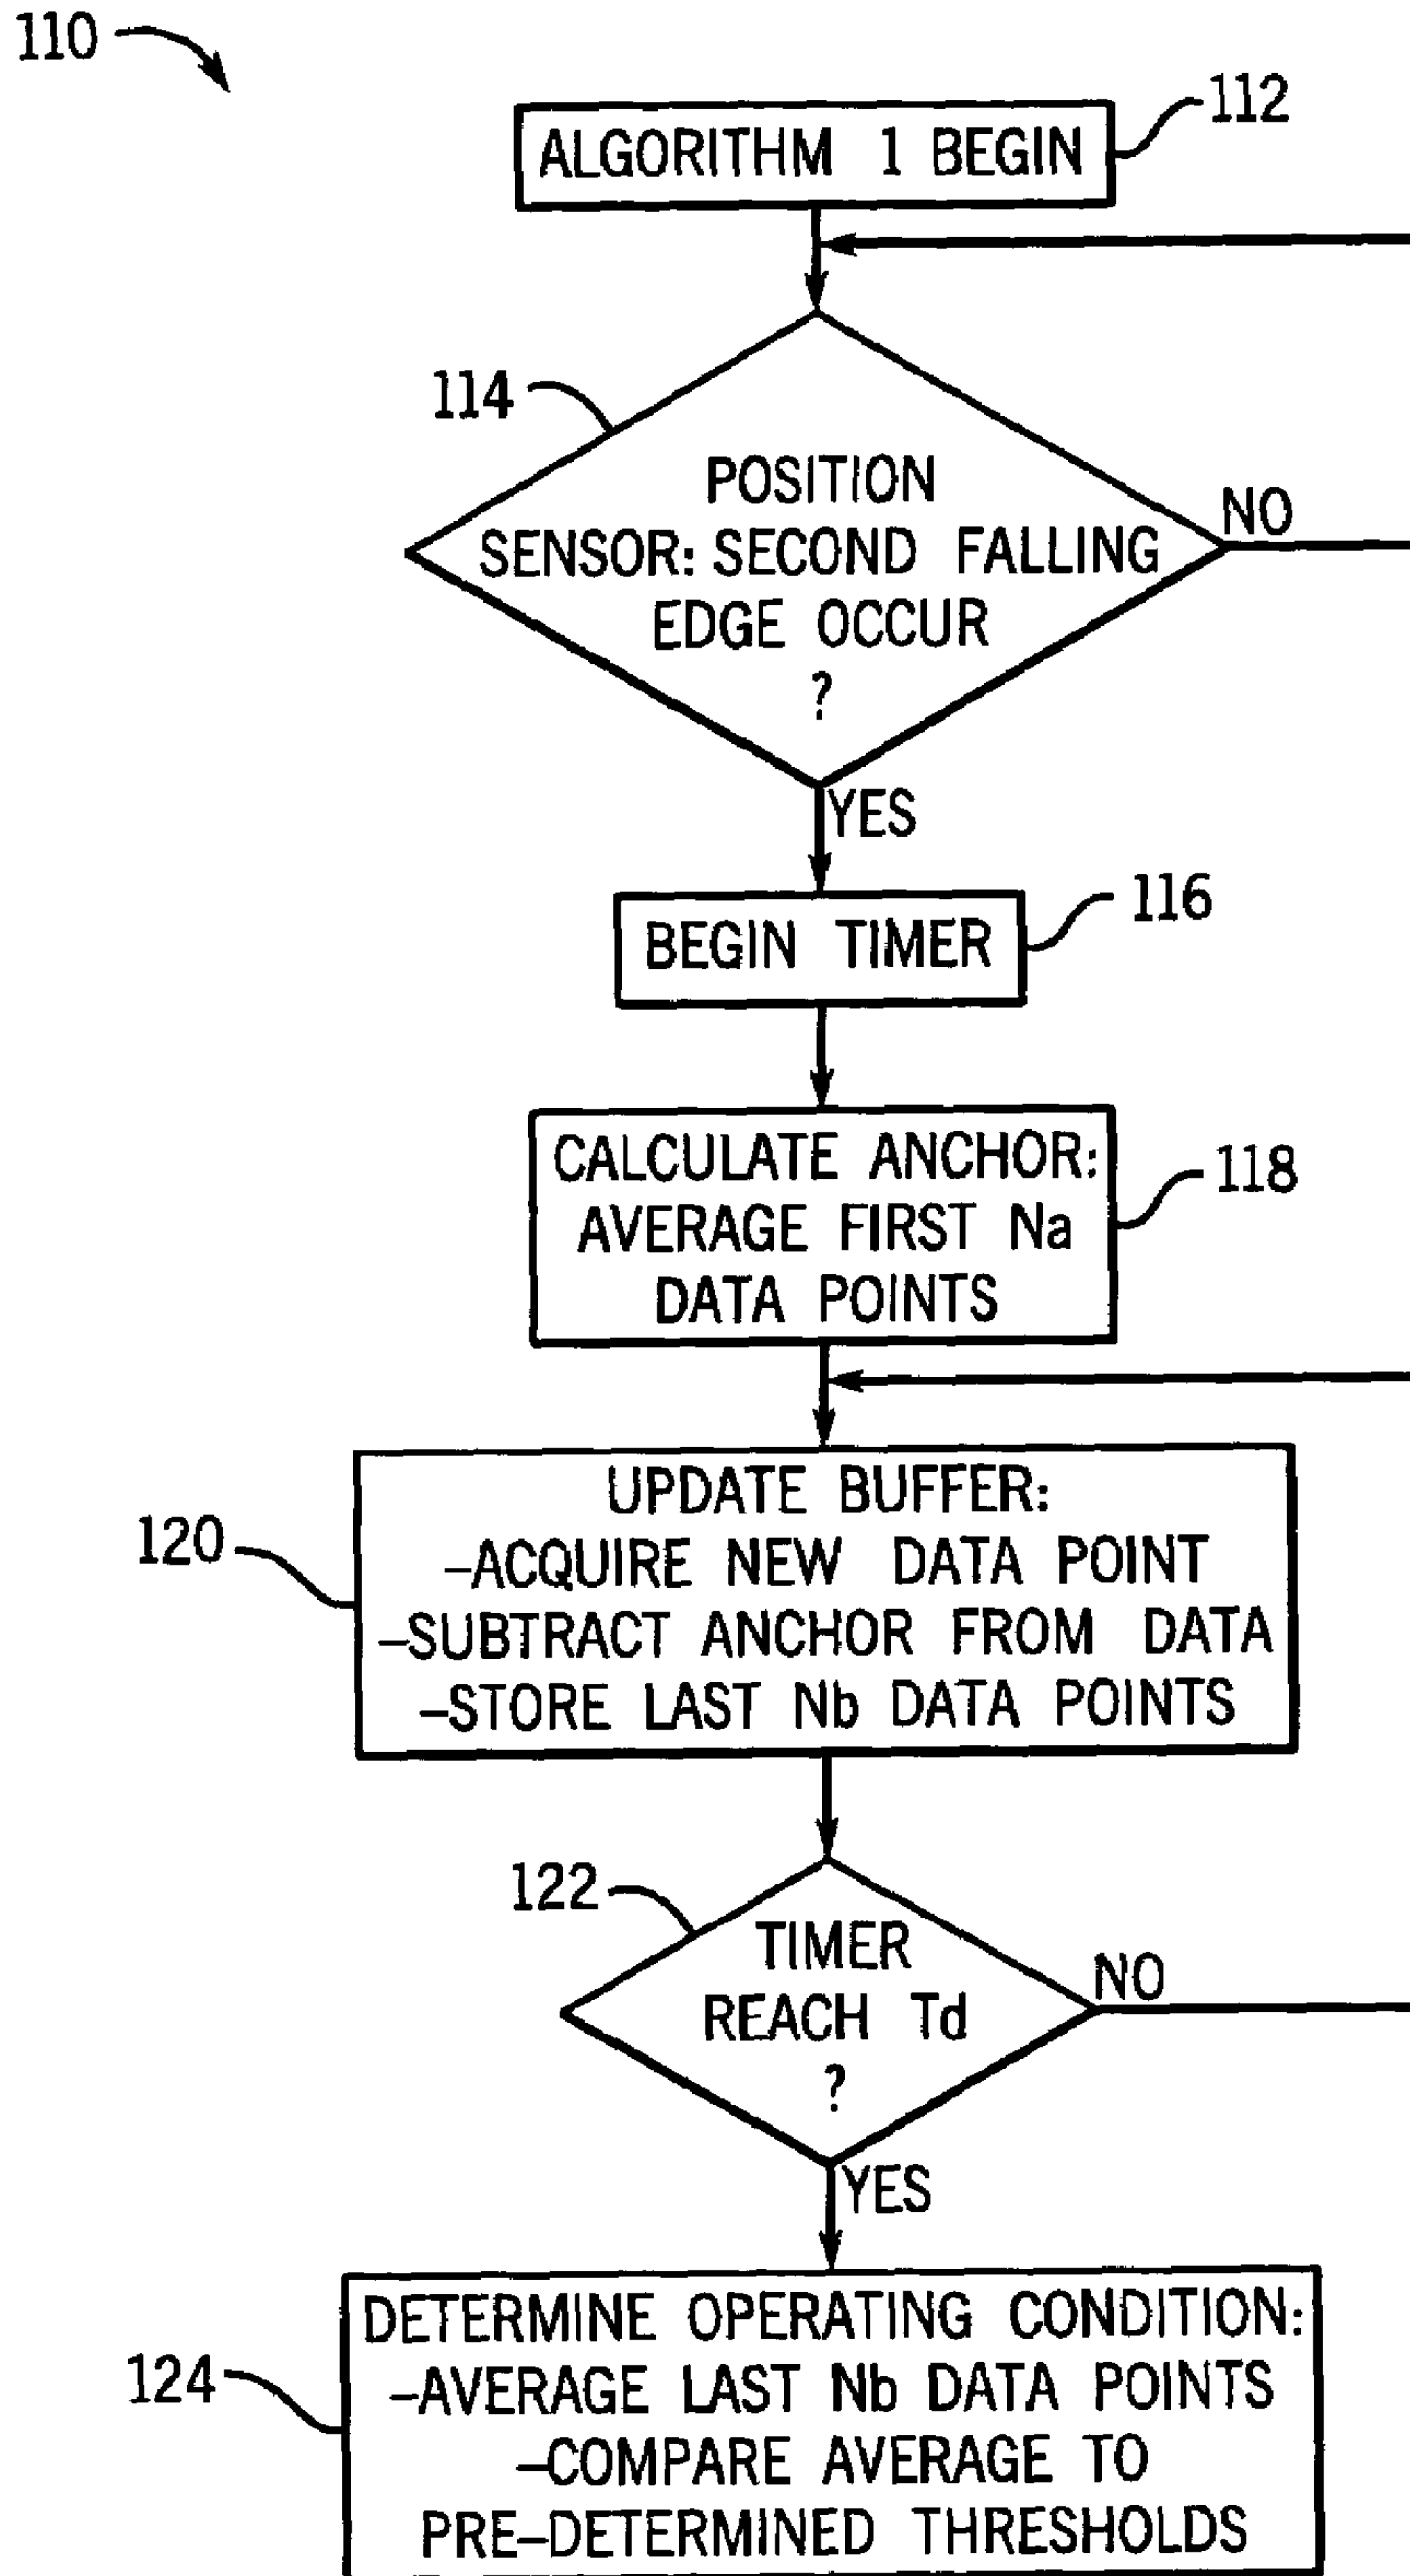 110
112
ALGORITHM 1 BEGIN
114
POSITION
SENSOR: SECOND FALLING
EDGE OCCUR
?
NO
YES
116
BEGIN TIMER
118
CALCULATE ANCHOR:
AVERAGE FIRST Na
DATA POINTS
120
UPDATE BUFFER:
–ACQUIRE NEW DATA POINT
–SUBTRACT ANCHOR FROM DATA
–STORE LAST Nb DATA POINTS
122
TIMER
REACH Td
?
NO
YES
124
DETERMINE OPERATING CONDITION:
–AVERAGE LAST Nb DATA POINTS
–COMPARE AVERAGE TO
PRE–DETERMINED THRESHOLDS